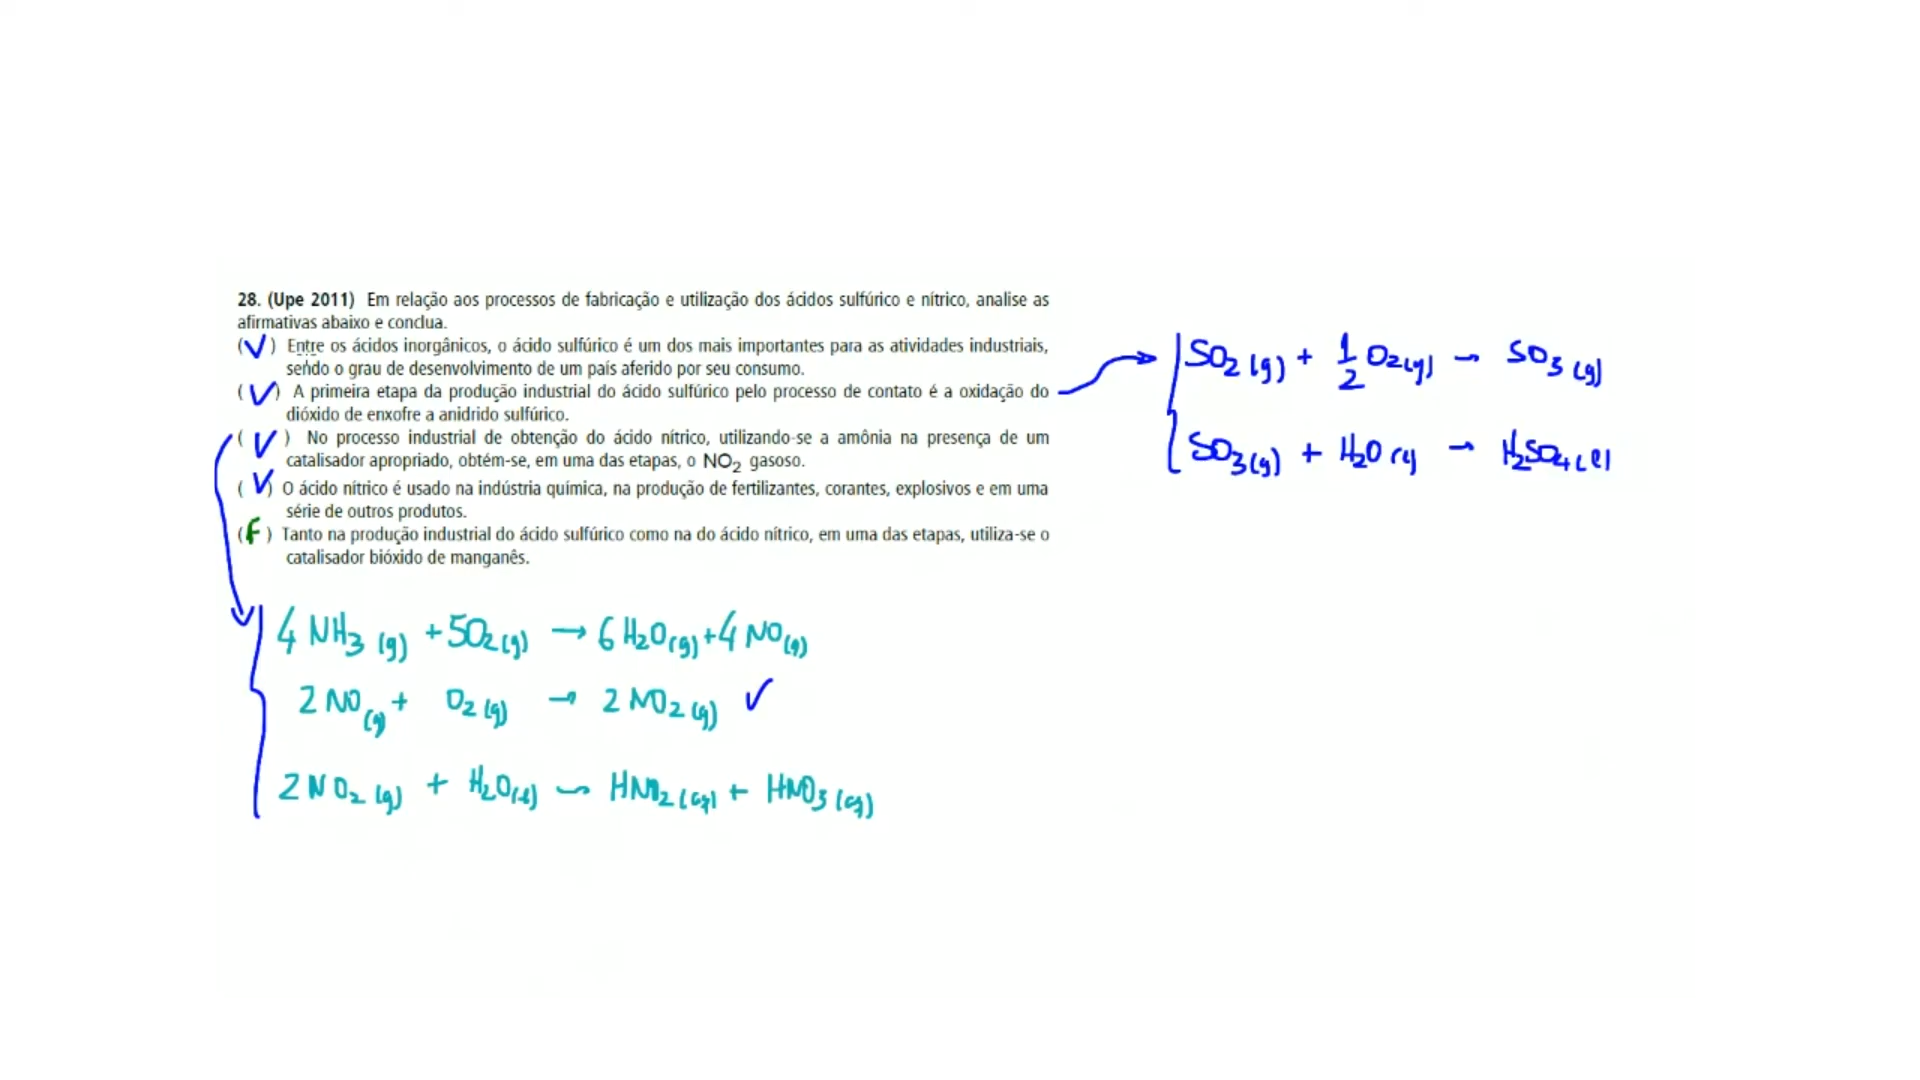 28. (Upe 2011) Em relação aos processos de fabricação e utilização dos ácidos sulfúrico e nítrico, analise as
afirmativas abaixo e conclua.
(V) Entre os ácidos inorgânicos, o ácido sulfúrico é um dos mais importantes para as atividades industriais,
sendo o grau de desenvolvimento de um país aferido por seu consumo.
(V) A primeira etapa da produção industrial do ácido sulfúrico pelo processo de contato é a oxidação do
dióxido de enxofre a anidrido sulfúrico.
(V) No processo industrial de obtenção do ácido nítrico, utilizando-se a amônia na presença de um
catalisador apropriado, obtém-se, em uma das etapas, o NO₂ gasoso.
(V) O ácido nítrico é usado na indústria química, na produção de fertilizantes, corantes, explosivos e em uma
série de outros produtos.
(F) Tanto na produção industrial do ácido sulfúrico como na do ácido nítrico, em uma das etapas, utiliza-se o
catalisador bióxido de manganês.
SO₂(g) + 1/2 O₂(g) → SO₃(g)
SO₃(g) + H₂O(l) → H₂SO₄(l)
4 NH₃(g) + 5O₂(g) → 6 H₂O(g) + 4 NO(g)
2 NO(g) + O₂(g) → 2 NO₂(g) ✓
2 NO₂(g) + H₂O(l) → HNO₂(aq) + HNO₃(aq)